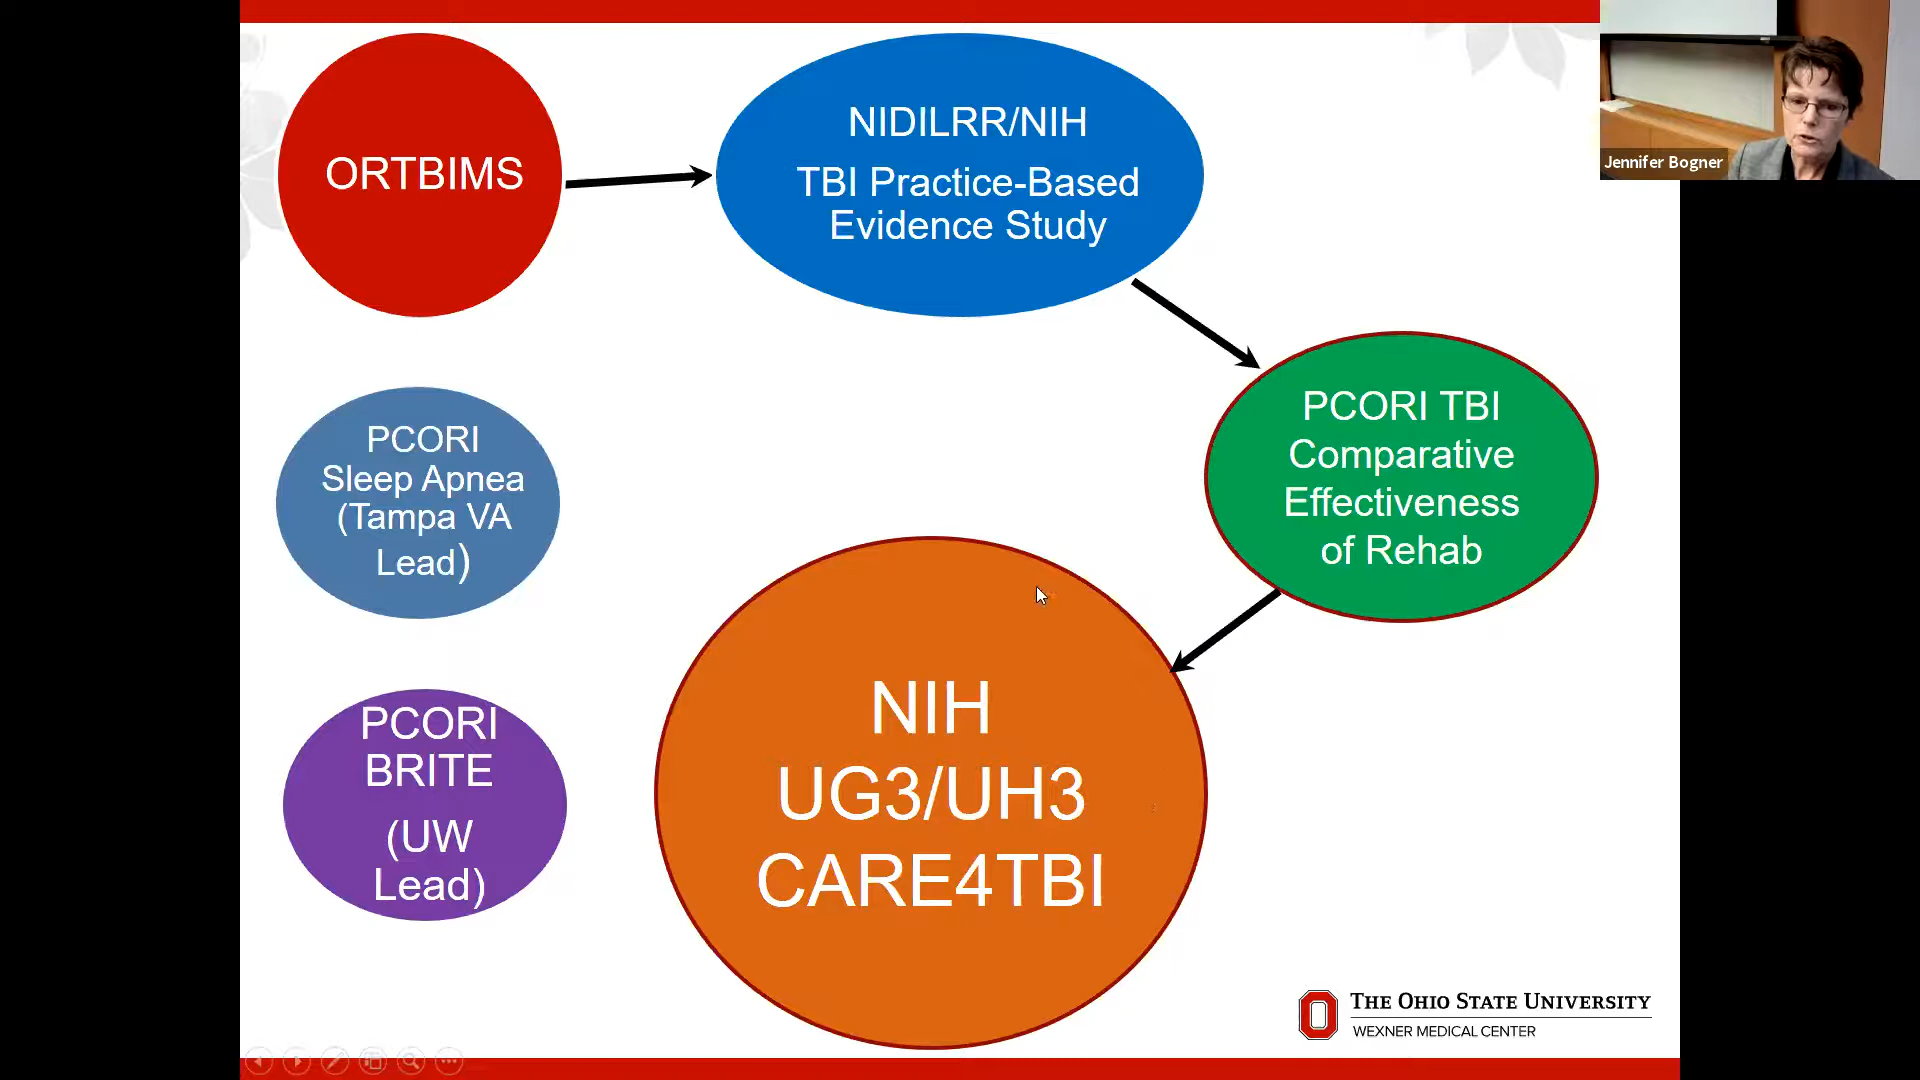 ORTBIMS
NIDILRR/NIH
TBI Practice-Based
Evidence Study
Jennifer Bogner
PCORI TBI
Comparative
Effectiveness
of Rehab
PCORI
Sleep Apnea
(Tampa VA
Lead)
NIH
UG3/UH3
CARE4TBI
PCORI
BRITE
(UW
Lead)
THE OHIO STATE UNIVERSITY
WEXNER MEDICAL CENTER